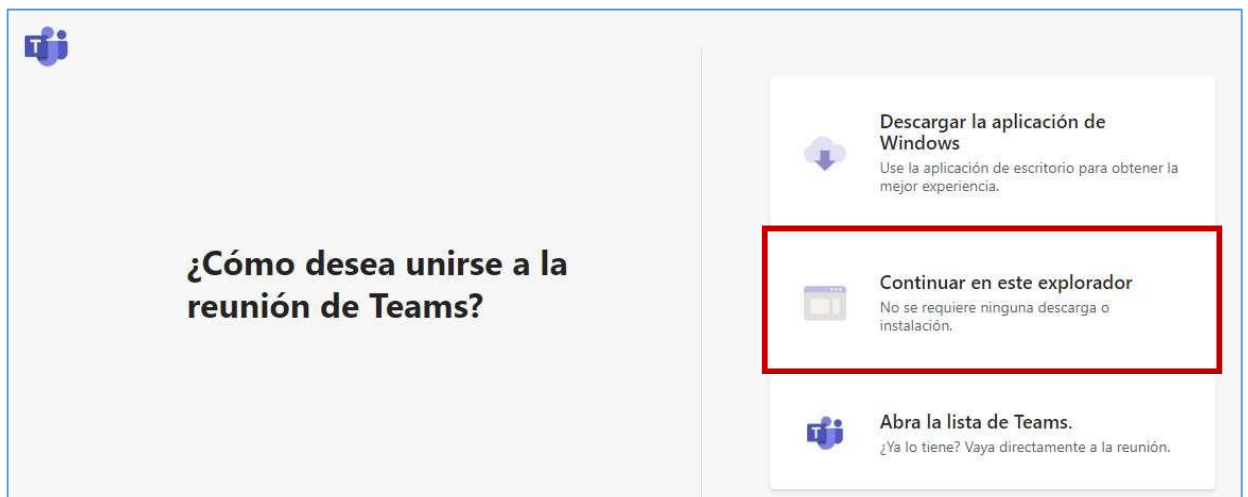 ¿Cómo desea unirse a la
reunión de Teams?
Descargar la aplicación de
Windows
Use la aplicación de escritorio para obtener la
mejor experiencia.
Continuar en este explorador
No se requiere ninguna descarga o
instalación.
Abra la lista de Teams.
¿Ya lo tiene? Vaya directamente a la reunión.